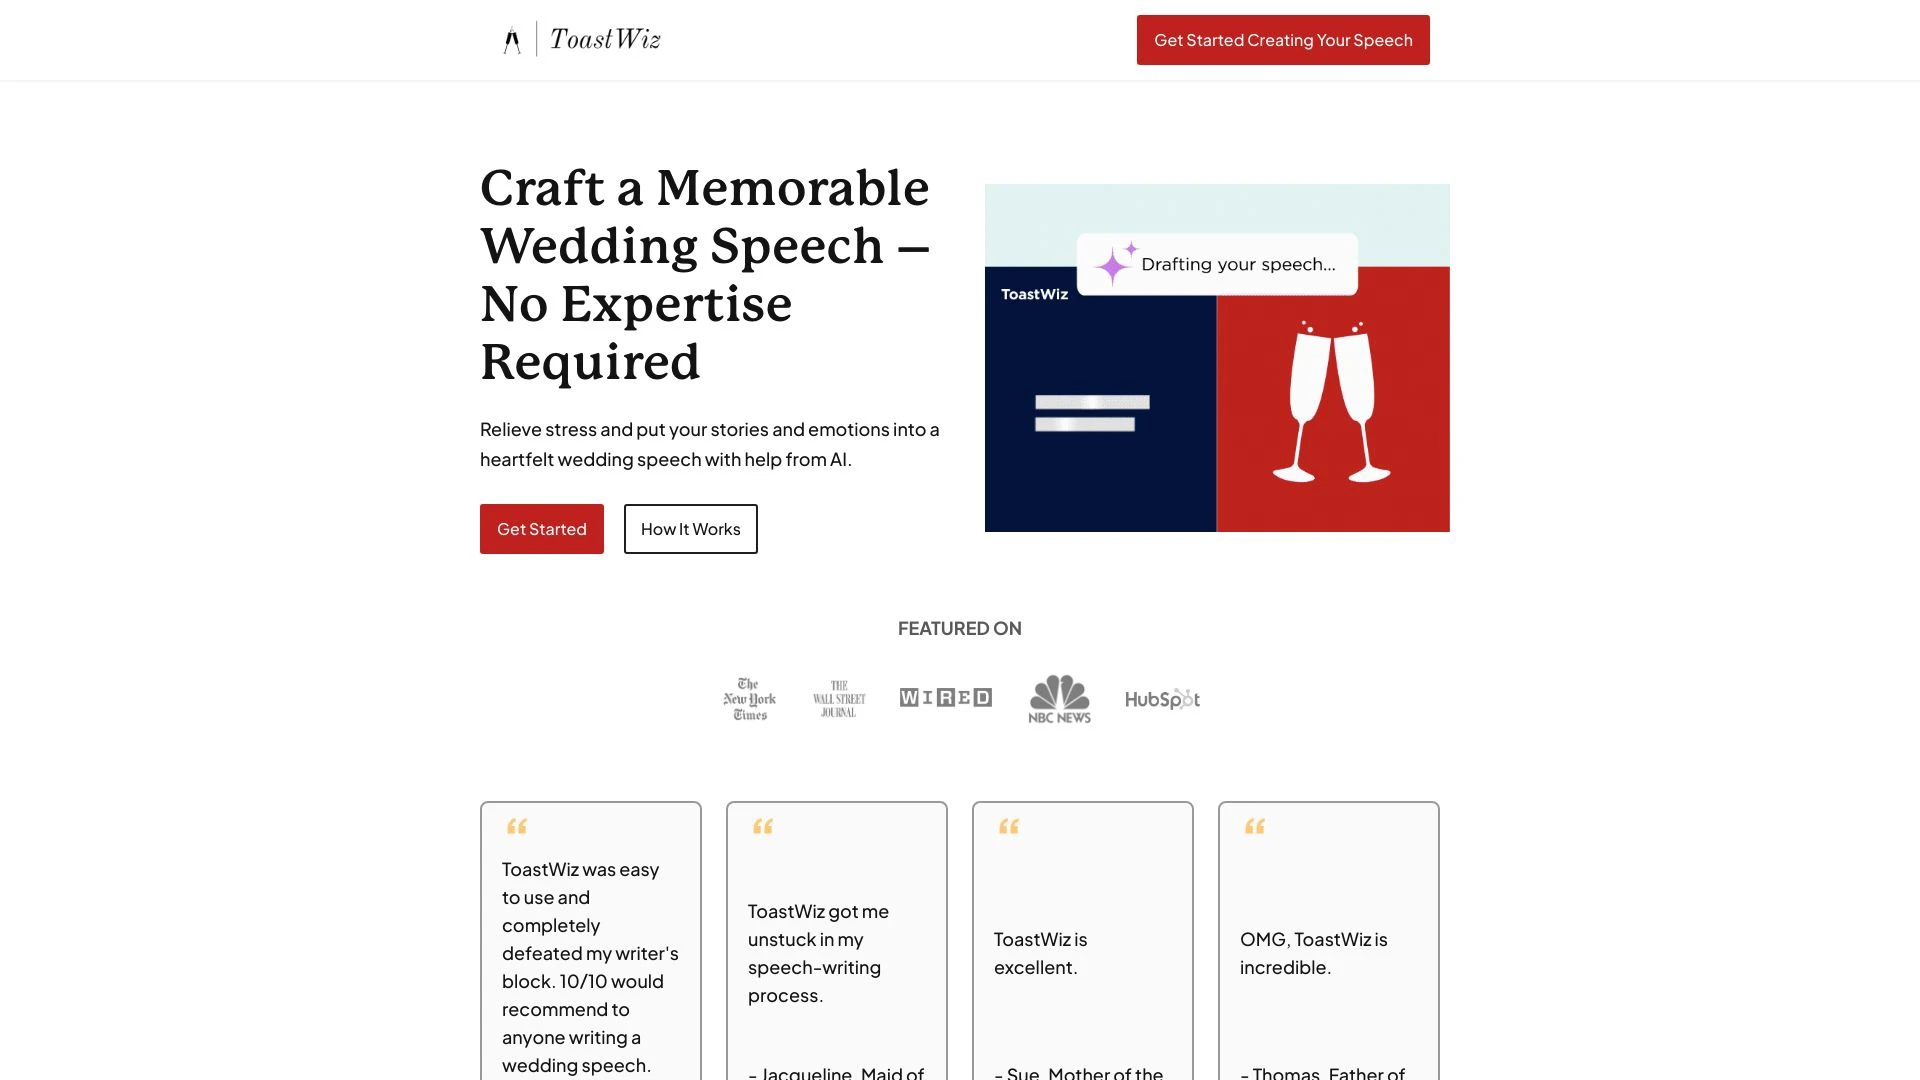 ToastWiz
Get Started Creating Your Speech
Craft a Memorable
Wedding Speech –
No Expertise
Required
Relieve stress and put your stories and emotions into a
heartfelt wedding speech with help from AI.
Get Started
How It Works
Drafting your speech...
ToastWiz
FEATURED ON
The
New York
Times
THE
WALL STREET
JOURNAL
WIRED
NBC NEWS
HubSpot
“
ToastWiz was easy
to use and
completely
defeated my writer's
block. 10/10 would
recommend to
anyone writing a
wedding speech.
“
ToastWiz got me
unstuck in my
speech-writing
process.
- Jacqueline, Maid of
“
ToastWiz is
excellent.
- Sue, Mother of the
“
OMG, ToastWiz is
incredible.
- Thomas, Father of